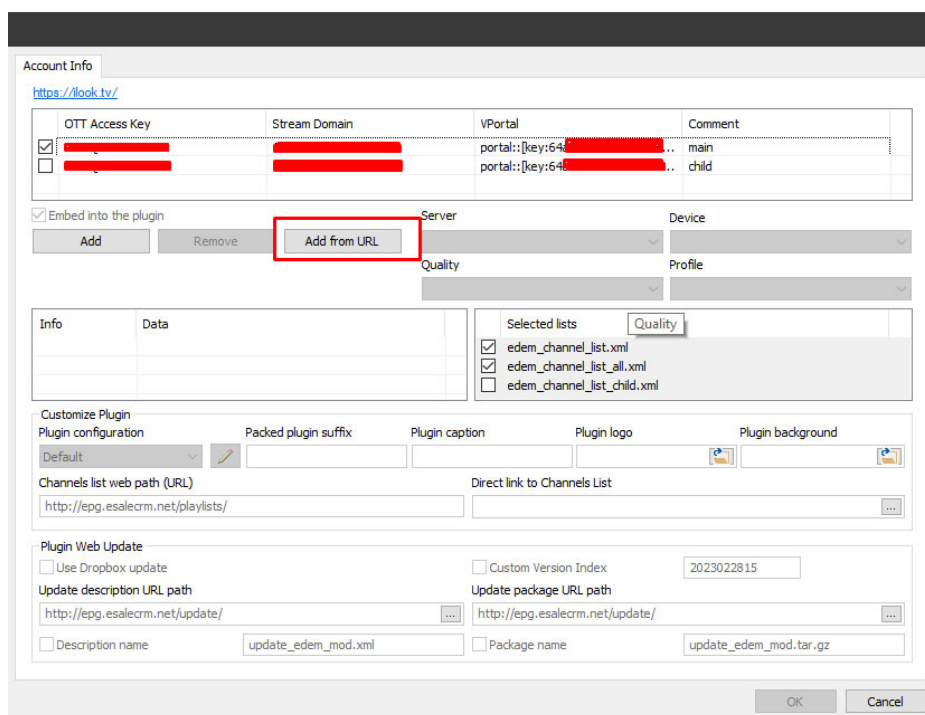 Account Info
https://ilook.tv/
OTT Access Key Stream Domain VPortal Comment
portal::[key:64 ... main
portal::[key:64 .. child
Embed into the plugin Server Device
Add Remove Add from URL
Quality Profile
Info Data Selected lists Quality
edem_channel_list.xml
edem_channel_list_all.xml
edem_channel_list_child.xml
Customize Plugin
Plugin configuration Packed plugin suffix Plugin caption Plugin logo Plugin background
Default
Channels list web path (URL) Direct link to Channels List
http://epg.esalecrm.net/playlists/ ...
Plugin Web Update
Use Dropbox update Custom Version Index 2023022815
Update description URL path Update package URL path
http://epg.esalecrm.net/update/ ... http://epg.esalecrm.net/update/ ...
Description name update_edem_mod.xml Package name update_edem_mod.tar.gz
OK Cancel